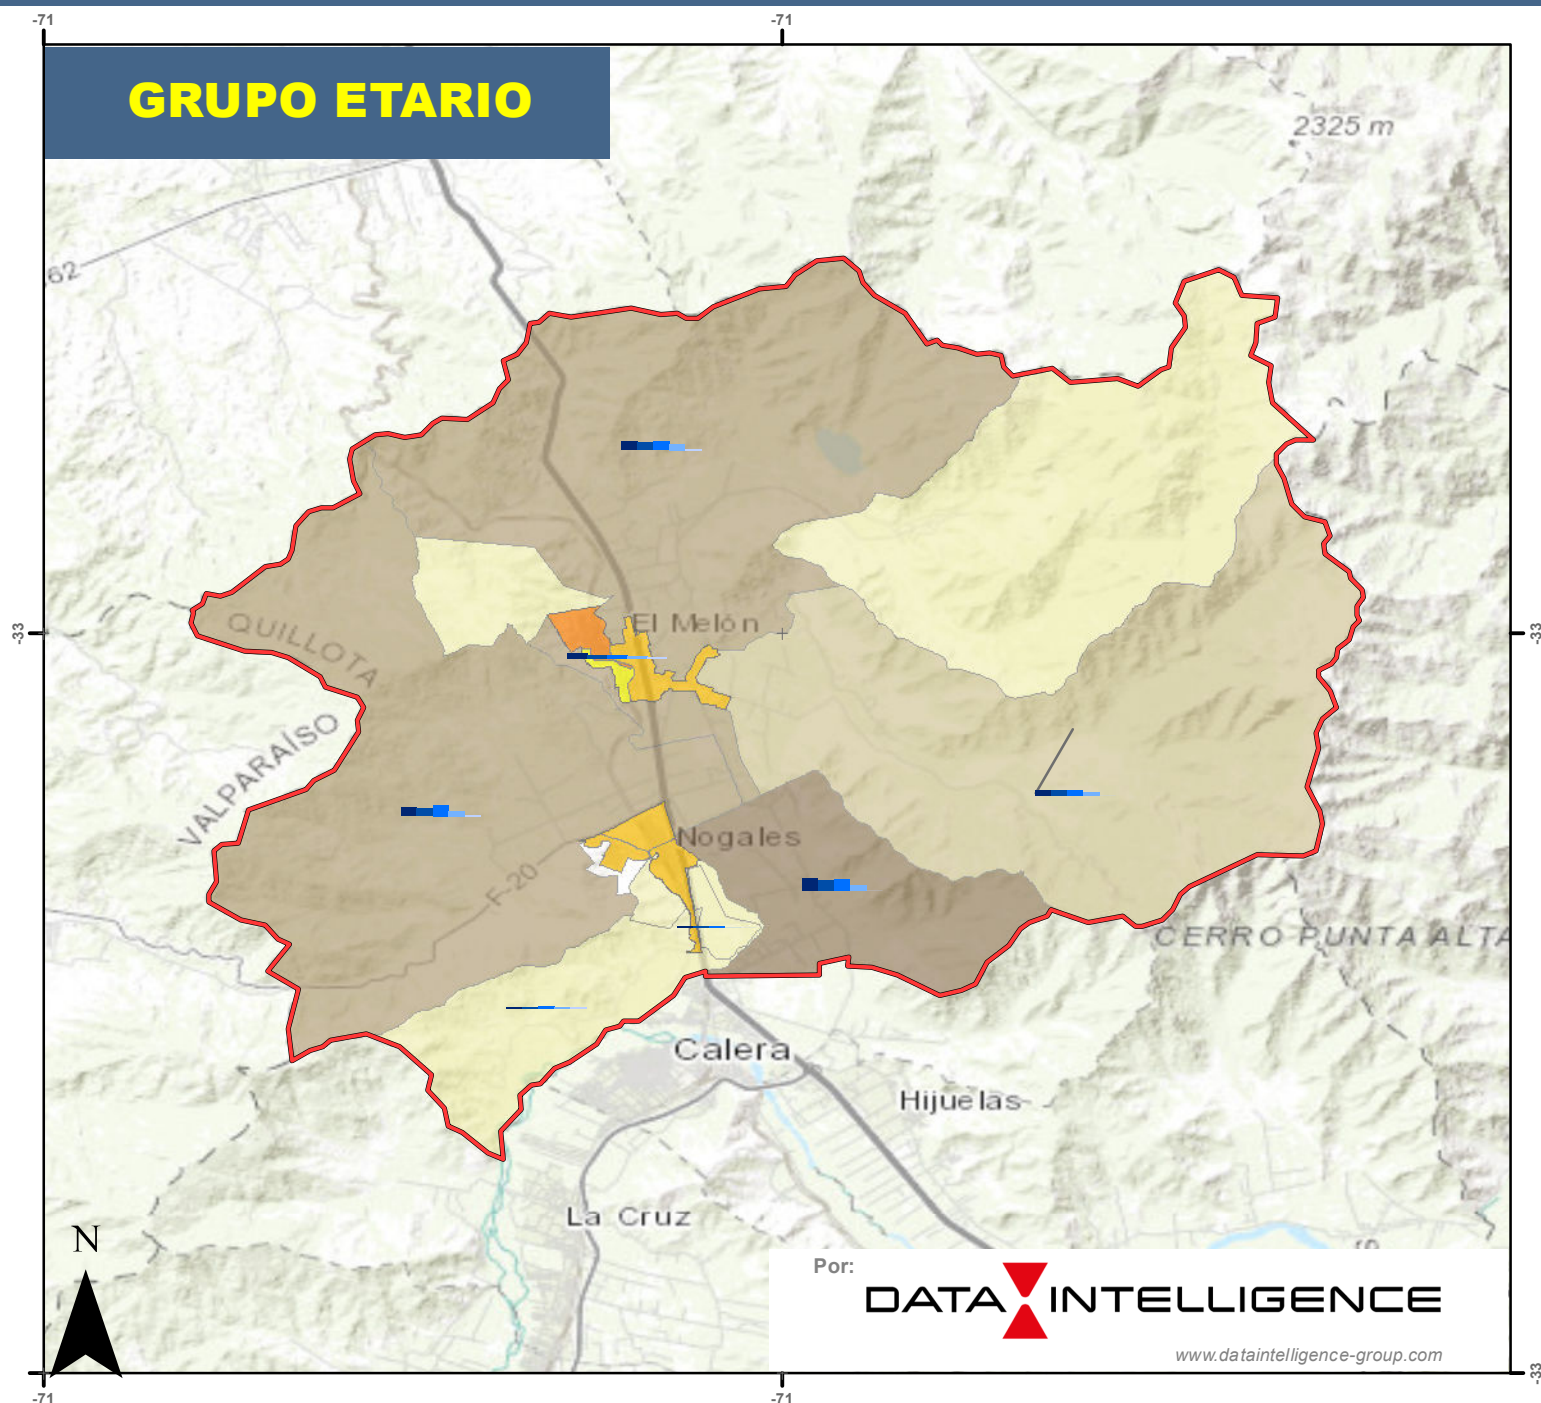 -71
-71
GRUPO ETARIO
2325 m
62
QUILLOTA
El Melón
-33
-33
VALPARAÍSO
Nogales
F-20
CERRO PUNTA ALTA
Calera
Hijuelas
La Cruz
N
Por:
DATA INTELLIGENCE
www.dataintelligence-group.com
-33
-71
-71